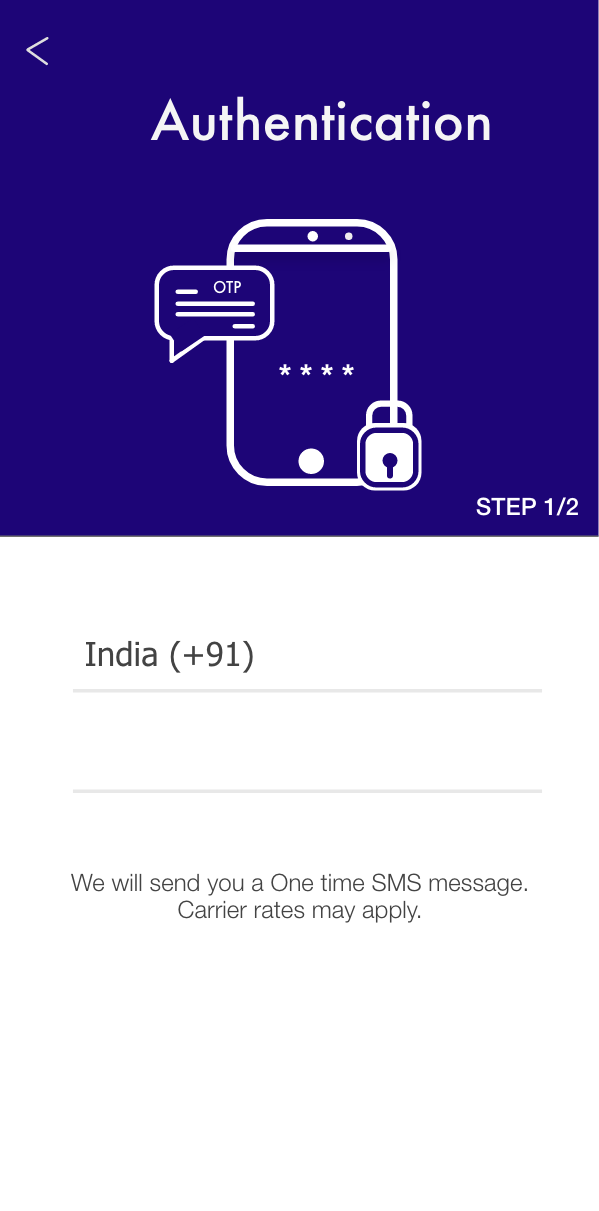 Authentication
OTP
* * * *
STEP 1/2
India (+91)
We will send you a One time SMS message.
Carrier rates may apply.